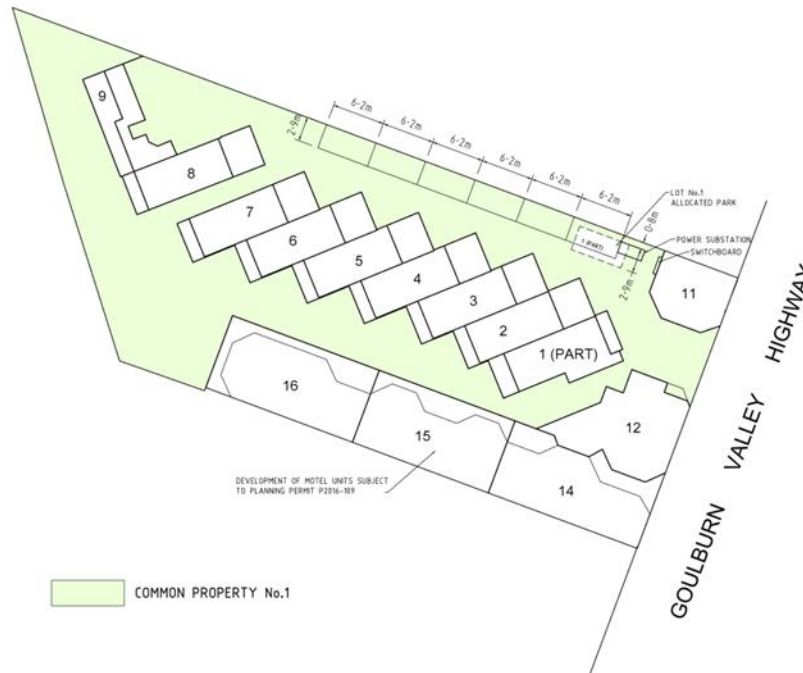 6·2m
6·2m
6·2m
6·2m
6·2m
6·2m
2·9m
9
8
7
6
5
4
3
2
1 (PART)
1 (PART)
LOT No.1
ALLOCATED PARK
0·8m
POWER SUBSTATION
SWITCHBOARD
2·9m
11
12
16
15
14
DEVELOPMENT OF MOTEL UNITS SUBJECT
TO PLANNING PERMIT P2016-109
GOULBURN VALLEY HIGHWAY
COMMON PROPERTY No.1